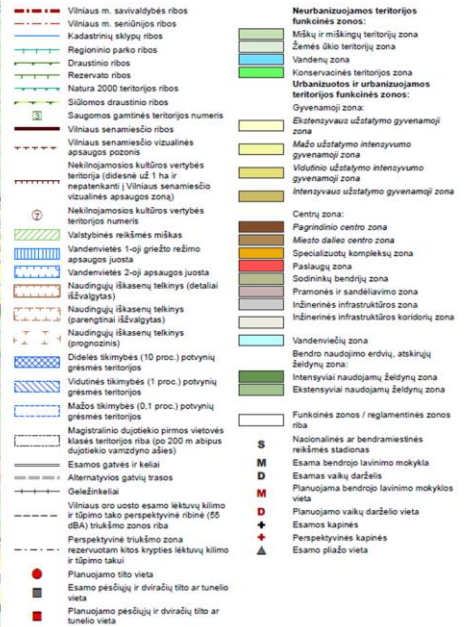 Vilniaus m. savivaldybės ribos
Vilniaus m. seniūnijos ribos
Kadastrinių sklypų ribos
Regioninio parko ribos
Draustinio ribos
Rezervato ribos
Natura 2000 teritorijos ribos
Siūlomos draustinio ribos
3 Saugomos gamtinės teritorijos numeris
Vilniaus senamiesčio ribos
Vilniaus senamiesčio vizualinės
apsaugos pozonis
Nekilnojamosios kultūros vertybės
teritorija (didesnė už 1 ha ir
nepatenkanti į Vilniaus senamiesčio
vizualinės apsaugos zoną)
7 Nekilnojamosios kultūros vertybės
teritorijos numeris
Valstybinės reikšmės miškas
Vandenvietės 1-oji griežto režimo
apsaugos juosta
Vandenvietės 2-oji apsaugos juosta
Naudingųjų iškasenų telkinys (detaliai
išžvalgytas)
Naudingųjų iškasenų telkinys
(parengtinai išžvalgytas)
Naudingųjų iškasenų telkinys
(prognozinis)
Didelės tikimybės (10 proc.) potvynių
grėsmės teritorijos
Vidutinės tikimybės (1 proc.) potvynių
grėsmės teritorijos
Mažos tikimybės (0,1 proc.) potvynių
grėsmės teritorijos
Magistralinio dujotiekio pirmos vietovės
klasės teritorijos riba (po 200 m abipus
dujotiekio vamzdyno ašies)
Esamos gatvės ir keliai
Alternatyvios gatvių trasos
Geležinkeliai
Vilniaus oro uosto esamo lėktuvų kilimo
ir tūpimo tako perspektyvinė ribinė (55
dBA) triukšmo zonos riba
Perspektyvinė triukšmo zona
rezervuotam kitos krypties lėktuvų kilimo
ir tūpimo takui
Planuojamo tilto vieta
Esamo pėsčiųjų ir dviračių tilto ar tunelio
vieta
Planuojamo pėsčiųjų ir dviračių tilto ar
tunelio vieta
Neurbanizuojamos teritorijos
funkcinės zonos:
Miškų ir miškingų teritorijų zona
Žemės ūkio teritorijų zona
Vandenų zona
Konservacinės teritorijos zona
Urbanizuotos ir urbanizuojamos
teritorijos funkcinės zonos:
Gyvenamoji zona:
Ekstensyvaus užstatymo gyvenamoji
zona
Mažo užstatymo intensyvumo
gyvenamoji zona
Vidutinio užstatymo intensyvumo
gyvenamoji zona
Intensyvaus užstatymo gyvenamoji zona
Centrų zona:
Pagrindinio centro zona
Miesto dalies centro zona
Specializuotų kompleksų zona
Paslaugų zona
Sodininkų bendrijų zona
Pramonės ir sandėliavimo zona
Inžinerinės infrastruktūros zona
Inžinerinės infrastruktūros koridorių zona
Vandenviečių zona
Bendro naudojimo erdvių, atskirųjų
želdynų zona:
Intensyviai naudojamų želdynų zona
Ekstensyviai naudojamų želdynų zona
Funkcinės zonos / reglamentinės zonos
riba
S Nacionalinės ar bendramiestinės
reikšmės stadionas
M Esama bendrojo lavinimo mokykla
D Esamas vaikų darželis
M Planuojama bendrojo lavinimo mokyklos
vieta
D Planuojamo vaikų darželio vieta
Esamos kapinės
Perspektyvinės kapinės
Esamo pliažo vieta